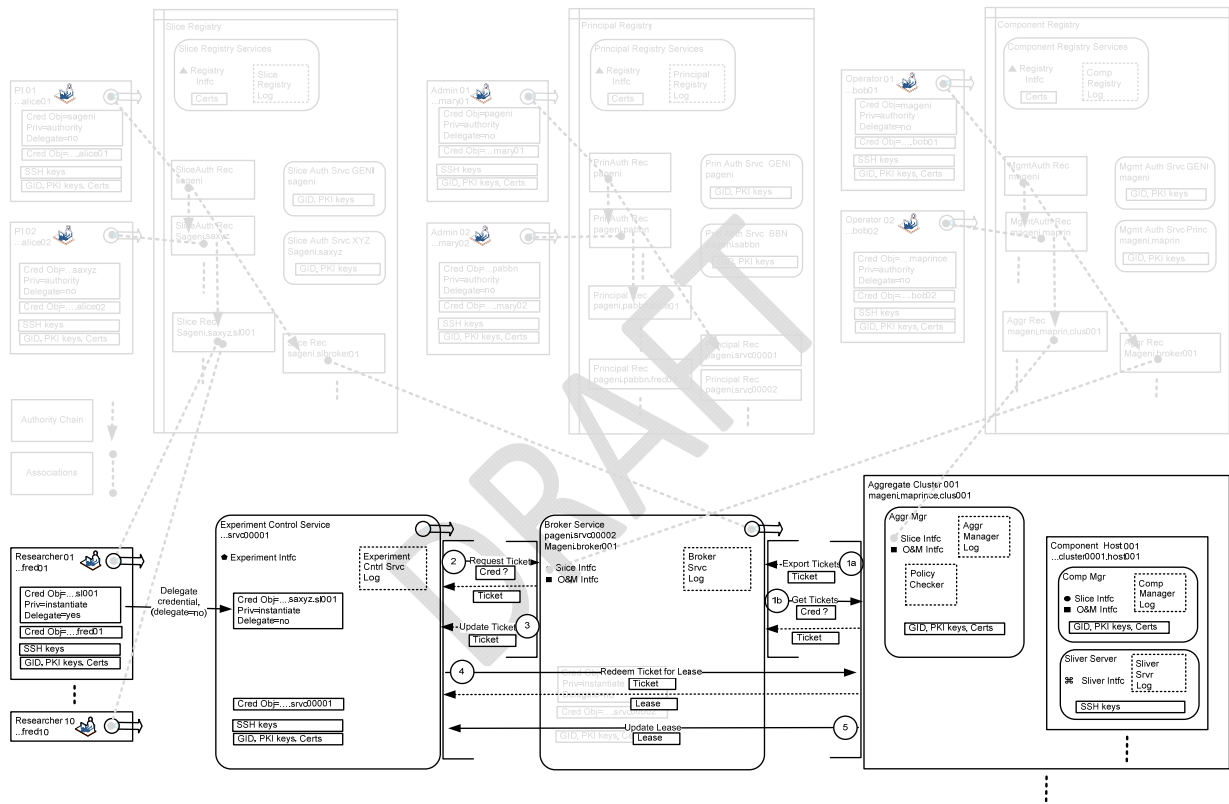 Slice Registry
Slice Registry Services
Registry
Intfc
Certs
Slice
Registry
Log
Principal Registry
Principal Registry Services
Registry
Intfc
Certs
Principal
Registry
Log
Component Registry
Component Registry Services
Registry
Intfc
Certs
Comp
Registry
Log
PI 01
...alice01
Cred Obj=sageni
Priv=authority
Delegate=no
Cred Obj=....alice01
SSH keys
GID, PKI keys, Certs
SliceAuth Rec
sageni
Slice Auth Srvc GENI
sageni
GID, PKI keys
Admin 01
...mary01
Cred Obj=pageni
Priv=authority
Delegate=no
Cred Obj=...mary01
SSH keys
GID, PKI keys, Certs
PrinAuth Rec
pageni
Prin Auth Srvc GENI
pageni
GID, PKI keys
Operator 01
...bob01
Cred Obj=mageni
Priv=authority
Delegate=no
Cred Obj=....bob01
SSH keys
GID, PKI keys, Certs
MgmtAuth Rec
mageni
Mgmt Auth Srvc GENI
mageni
GID, PKI keys
PI 02
...alice02
Cred Obj=...saxyz
Priv=authority
Delegate=no
Cred Obj=....alice02
SSH keys
GID, PKI keys, Certs
SliceAuth Rec
Sageni.saxyz
Slice Auth Srvc XYZ
Sageni.saxyz
GID, PKI keys
Slice Rec
Sageni.saxyz.sl001
Slice Rec
sageni.slbroker01
Admin 02
...mary02
Cred Obj=...pabbn
Priv=authority
Delegate=no
Cred Obj=....mary02
SSH keys
GID, PKI keys, Certs
PrinAuth Rec
pageni.pabbn
Prin Auth Srvc BBN
GID, PKI keys
Principal Rec
Principal Rec
pageni.srvc00001
Principal Rec
pageni.pabbn.fred
Principal Rec
pageni.srvc00002
Operator 02
...bob02
Cred Obj=...maprince
Priv=authority
Delegate=no
Cred Obj=....bob02
SSH keys
GID, PKI keys, Certs
MgmtAuth Rec
mageni.maprin
Mgmt Auth Srvc Princ
mageni.maprin
GID, PKI keys
Aggr Rec
mageni.maprin.clus001
Aggr Rec
Mageni.broker001
Authority Chain
Associations
DRAFT
Researcher 01
...fred01
Cred Obj=....sl001
Priv=instantiate
Delegate=yes
Cred Obj=....fred01
SSH keys
GID, PKI keys, Certs
Researcher 10
...fred10
Delegate
credential,
(delegate=no)
Experiment Control Service
...srvc00001
Experiment Intfc
Experiment
Cntrl Srvc
Log
Cred Obj=....saxyz.sl001
Priv=instantiate
Delegate=no
Cred Obj=....srvc00001
SSH keys
GID, PKI keys, Certs
2
Request Ticket
Cred ?
Ticket
3
Update Ticket
Ticket
Broker Service
pageni.srvc00002
Mageni.broker001
Slice Intfc
O&M Intfc
Broker
Srvc
Log
1a
Export Tickets
Ticket
1b
Get Tickets
Cred ?
Ticket
4
Redeem Ticket for Lease
Priv=instantiate
Ticket
Lease
5
Update Lease
Lease
Aggregate Cluster 001
mageni.maprince.clus001
Aggr Mgr
Slice Intfc
O&M Intfc
Aggr
Manager
Log
Policy
Checker
GID, PKI keys, Certs
Component Host 001
...cluster0001.host001
Comp Mgr
Slice Intfc
O&M Intfc
Comp
Manager
Log
GID, PKI keys, Certs
Sliver Server
Sliver Intfc
Sliver
Srvr
Log
SSH keys